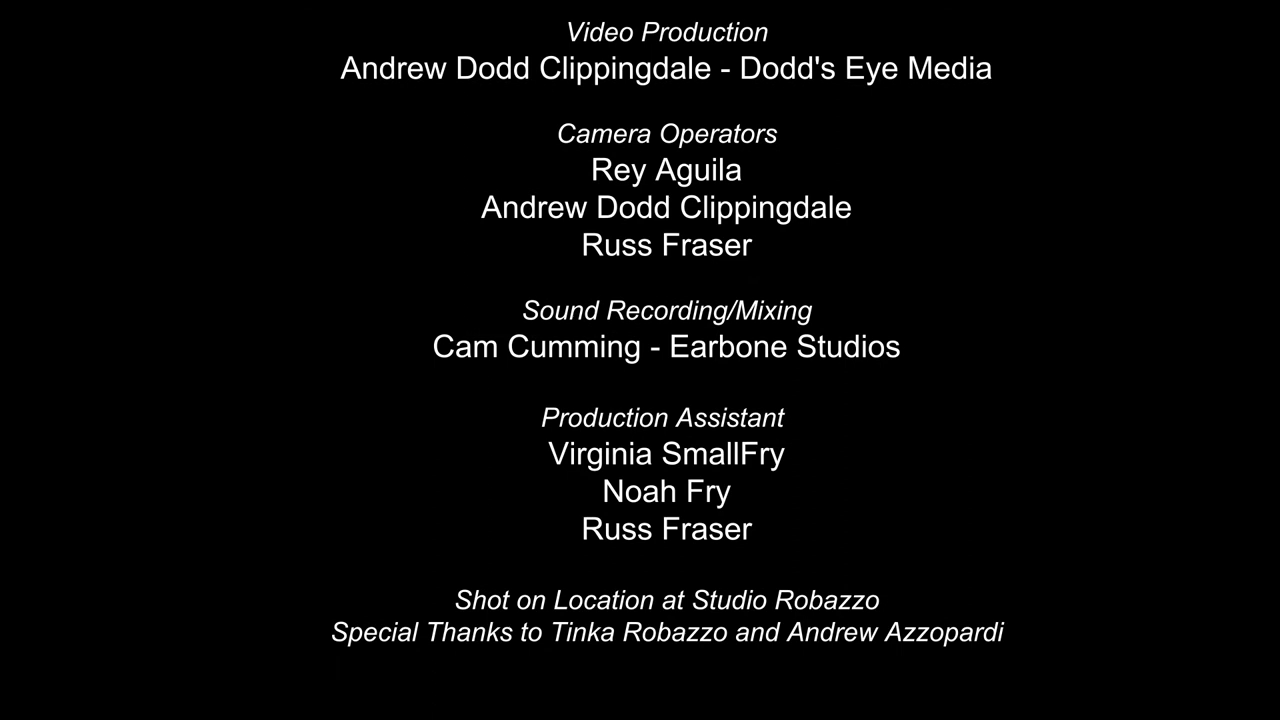 Video Production
Andrew Dodd Clippingdale - Dodd's Eye Media
Camera Operators
Rey Aguila
Andrew Dodd Clippingdale
Russ Fraser
Sound Recording/Mixing
Cam Cumming - Earbone Studios
Production Assistant
Virginia SmallFry
Noah Fry
Russ Fraser
Shot on Location at Studio Robazzo
Special Thanks to Tinka Robazzo and Andrew Azzopardi